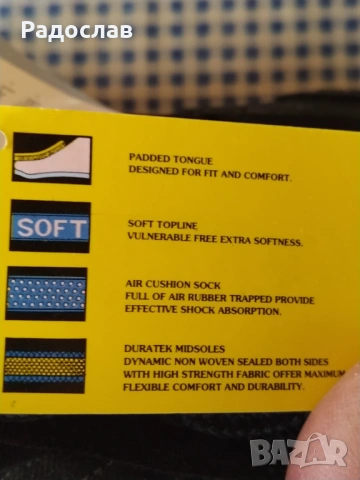 Радослав
PADDED TONGUE
DESIGNED FOR FIT AND COMFORT.
SOFT
SOFT TOPLINE
VULNERABLE FREE EXTRA SOFTNESS.
AIR CUSHION SOCK
FULL OF AIR RUBBER TRAPPED PROVIDE
EFFECTIVE SHOCK ABSORPTION.
DURATEK MIDSOLES
DYNAMIC NON WOVEN SEALED BOTH SIDES
WITH HIGH STRENGTH FABRIC OFFER MAXIMUM
FLEXIBLE COMFORT AND DURABILITY.
BAZAR